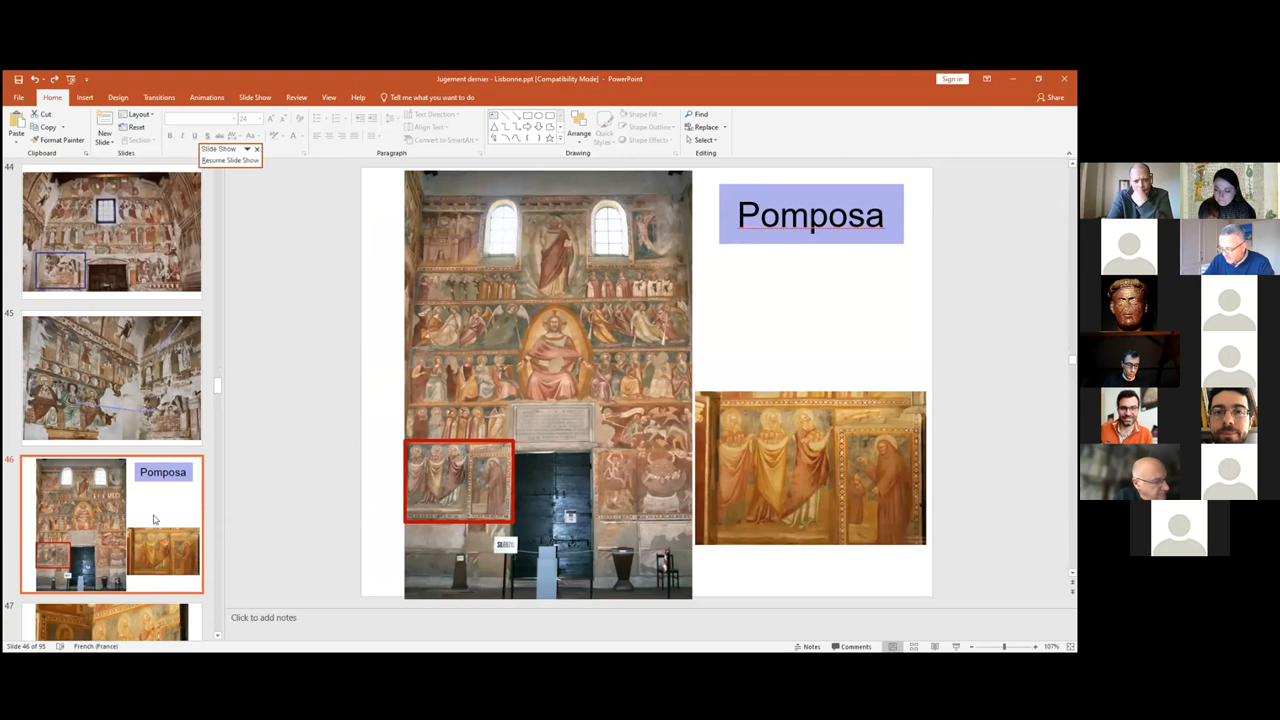 Jugement dernier - Lisbonne.ppt [Compatibility Mode] - PowerPoint
Sign in
File Home Insert Design Transitions Animations Slide Show Review View Help Tell me what you want to do
Share
Paste
Cut
Copy
Format Painter
Clipboard
New Slide
Layout
Reset
Section
Slides
24
Slide Show
Resume Slide Show
Text Direction
Align Text
Convert to SmartArt
Paragraph
Arrange
Quick Styles
Shape Fill
Shape Outline
Shape Effects
Drawing
Find
Replace
Select
Editing
44
45
46
Pomposa
47
Pomposa
Click to add notes
Slide 46 of 95
French (France)
Notes
Comments
107%